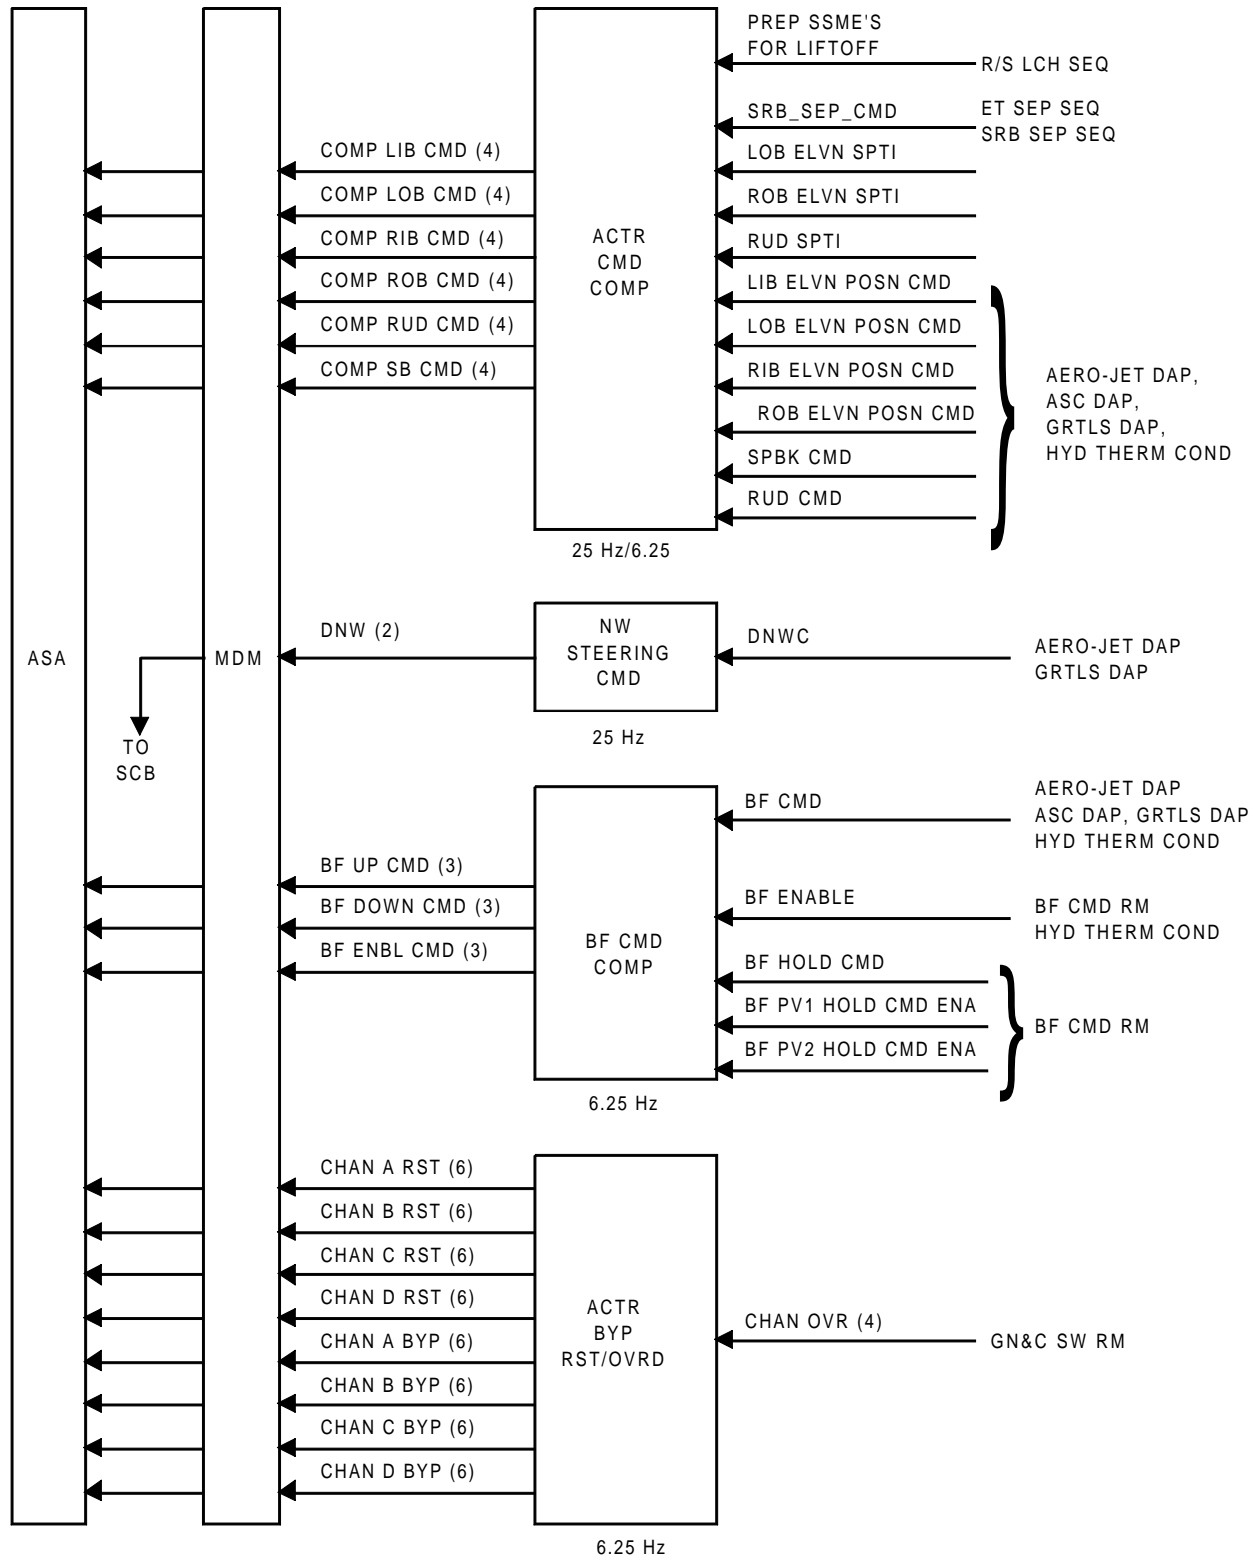 PREP SSME'S
FOR LIFTOFF
R/S LCH SEQ
SRB_SEP_CMD
ET SEP SEQ
SRB SEP SEQ
COMP LIB CMD (4)
COMP LOB CMD (4)
COMP RIB CMD (4)
COMP ROB CMD (4)
COMP RUD CMD (4)
COMP SB CMD (4)
ACTR
CMD
COMP
LOB ELVN SPTI
ROB ELVN SPTI
RUD SPTI
LIB ELVN POSN CMD
LOB ELVN POSN CMD
RIB ELVN POSN CMD
ROB ELVN POSN CMD
SPBK CMD
RUD CMD
AERO-JET DAP,
ASC DAP,
GRTLS DAP,
HYD THERM COND
25 Hz/6.25
ASA
MDM
TO
SCB
DNW (2)
NW
STEERING
CMD
DNWC
AERO-JET DAP
GRTLS DAP
25 Hz
BF UP CMD (3)
BF DOWN CMD (3)
BF ENBL CMD (3)
BF CMD
COMP
BF CMD
AERO-JET DAP
ASC DAP, GRTLS DAP
HYD THERM COND
BF ENABLE
BF CMD RM
HYD THERM COND
BF HOLD CMD
BF PV1 HOLD CMD ENA
BF PV2 HOLD CMD ENA
BF CMD RM
6.25 Hz
CHAN A RST (6)
CHAN B RST (6)
CHAN C RST (6)
CHAN D RST (6)
CHAN A BYP (6)
CHAN B BYP (6)
CHAN C BYP (6)
CHAN D BYP (6)
ACTR
BYP
RST/OVRD
CHAN OVR (4)
GN&C SW RM
6.25 Hz